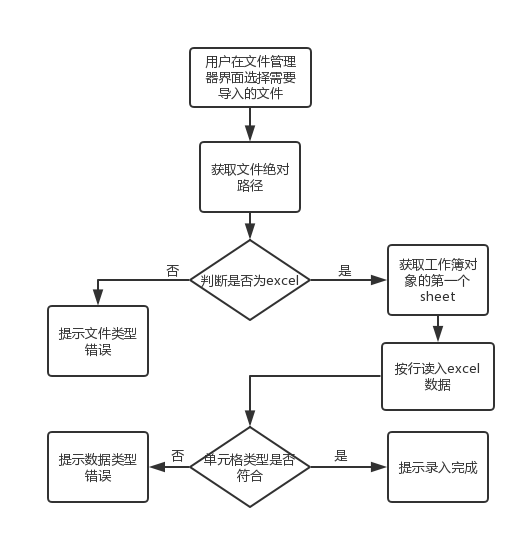 用户在文件管理
器界面选择需要
导入的文件
获取文件绝对
路径
否
判断是否为excel
是
获取工作簿对
象的第一个
sheet
提示文件类型
错误
按行读入excel
数据
提示数据类型
错误
否
单元格类型是否
符合
是
提示录入完成